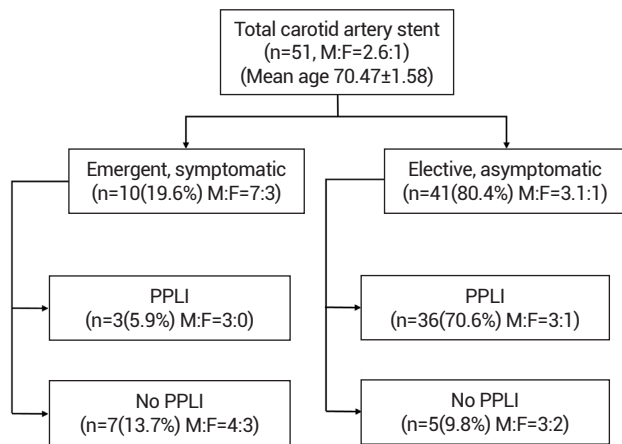 Total carotid artery stent
(n=51, M:F=2.6:1)
(Mean age 70.47±1.58)
Emergent, symptomatic
(n=10(19.6%) M:F=7:3)
Elective, asymptomatic
(n=41(80.4%) M:F=3.1:1)
PPLI
(n=3(5.9%) M:F=3:0)
PPLI
(n=36(70.6%) M:F=3:1)
No PPLI
(n=7(13.7%) M:F=4:3)
No PPLI
(n=5(9.8%) M:F=3:2)